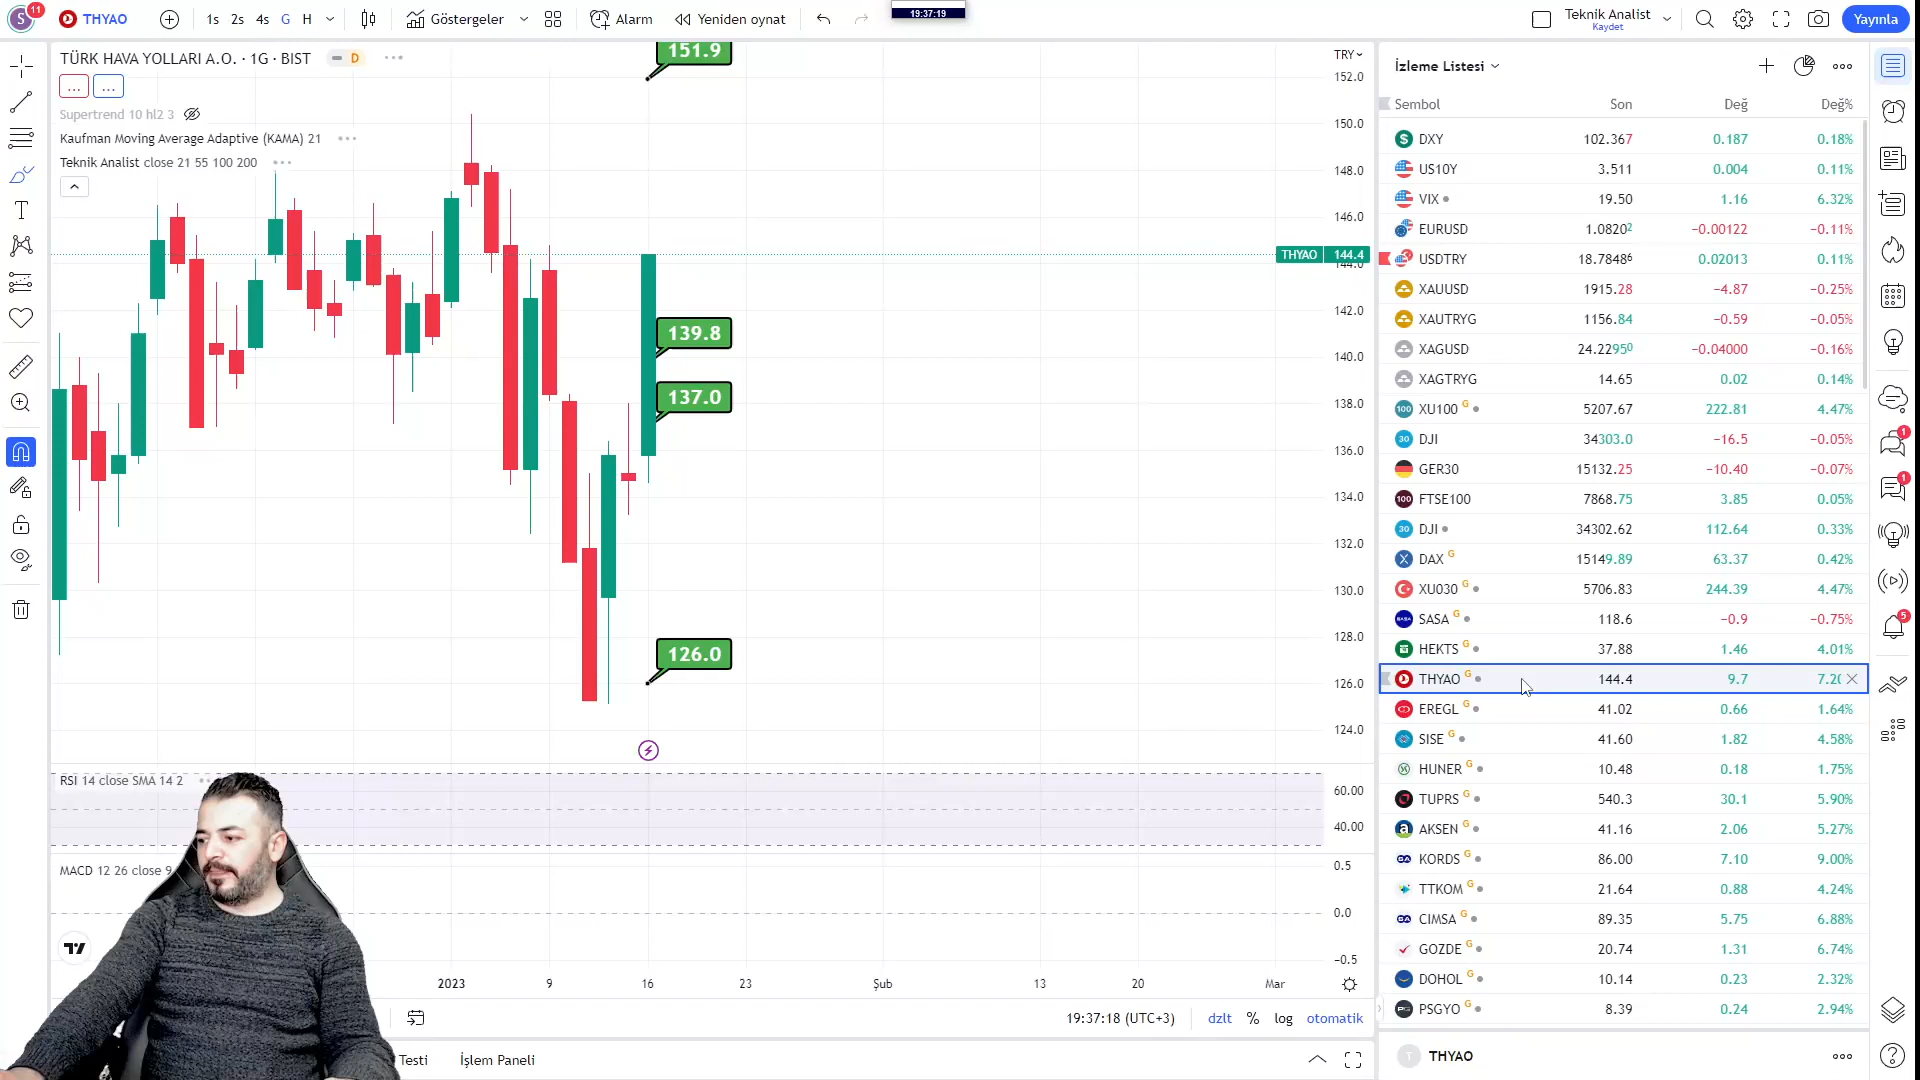 S 11 THYAO 1s 2s 4s G H Göstergeler Alarm Yeniden oynat 19:37:19 Teknik Analist Kaydet Yayınla
TÜRK HAVA YOLLARI A.O. · 1G · BIST D
... ...
Supertrend 10 hl2 3
Kaufman Moving Average Adaptive (KAMA) 21
Teknik Analist close 21 55 100 200
151.9
139.8
137.0
126.0
TRY
152.0
150.0
148.0
146.0
THYAO 144.4
144.0
142.0
140.0
138.0
136.0
134.0
132.0
130.0
128.0
126.0
124.0
RSI 14 close SMA 14 2
60.00
40.00
MACD 12 26 close 9
0.5
0.0
−0.5
2023 9 16 23 Şub 13 20 Mar
19:37:18 (UTC+3) dzlt % log otomatik
Testi İşlem Paneli
İzleme Listesi
Sembol Son Değ Değ%
DXY 102.367 0.187 0.18%
US10Y 3.511 0.004 0.11%
VIX 19.50 1.16 6.32%
EURUSD 1.08202 −0.00122 −0.11%
USDTRY 18.78486 0.02013 0.11%
XAUUSD 1915.28 −4.87 −0.25%
XAUTRYG 1156.84 −0.59 −0.05%
XAGUSD 24.22950 −0.04000 −0.16%
XAGTRYG 14.65 0.02 0.14%
100 XU100 G 5207.67 222.81 4.47%
30 DJI 34303.0 −16.5 −0.05%
GER30 15132.25 −10.40 −0.07%
100 FTSE100 7868.75 3.85 0.05%
30 DJI 34302.62 112.64 0.33%
DAX G 15149.89 63.37 0.42%
XU030 G 5706.83 244.39 4.47%
SASA G 118.6 −0.9 −0.75%
HEKTS G 37.88 1.46 4.01%
THYAO G 144.4 9.7 7.20
EREGL G 41.02 0.66 1.64%
SISE G 41.60 1.82 4.58%
HUNER G 10.48 0.18 1.75%
TUPRS G 540.3 30.1 5.90%
AKSEN G 41.16 2.06 5.27%
KORDS G 86.00 7.10 9.00%
TTKOM G 21.64 0.88 4.24%
CIMSA G 89.35 5.75 6.88%
GOZDE G 20.74 1.31 6.74%
DOHOL G 10.14 0.23 2.32%
PSGYO G 8.39 0.24 2.94%
T THYAO
1
1
5